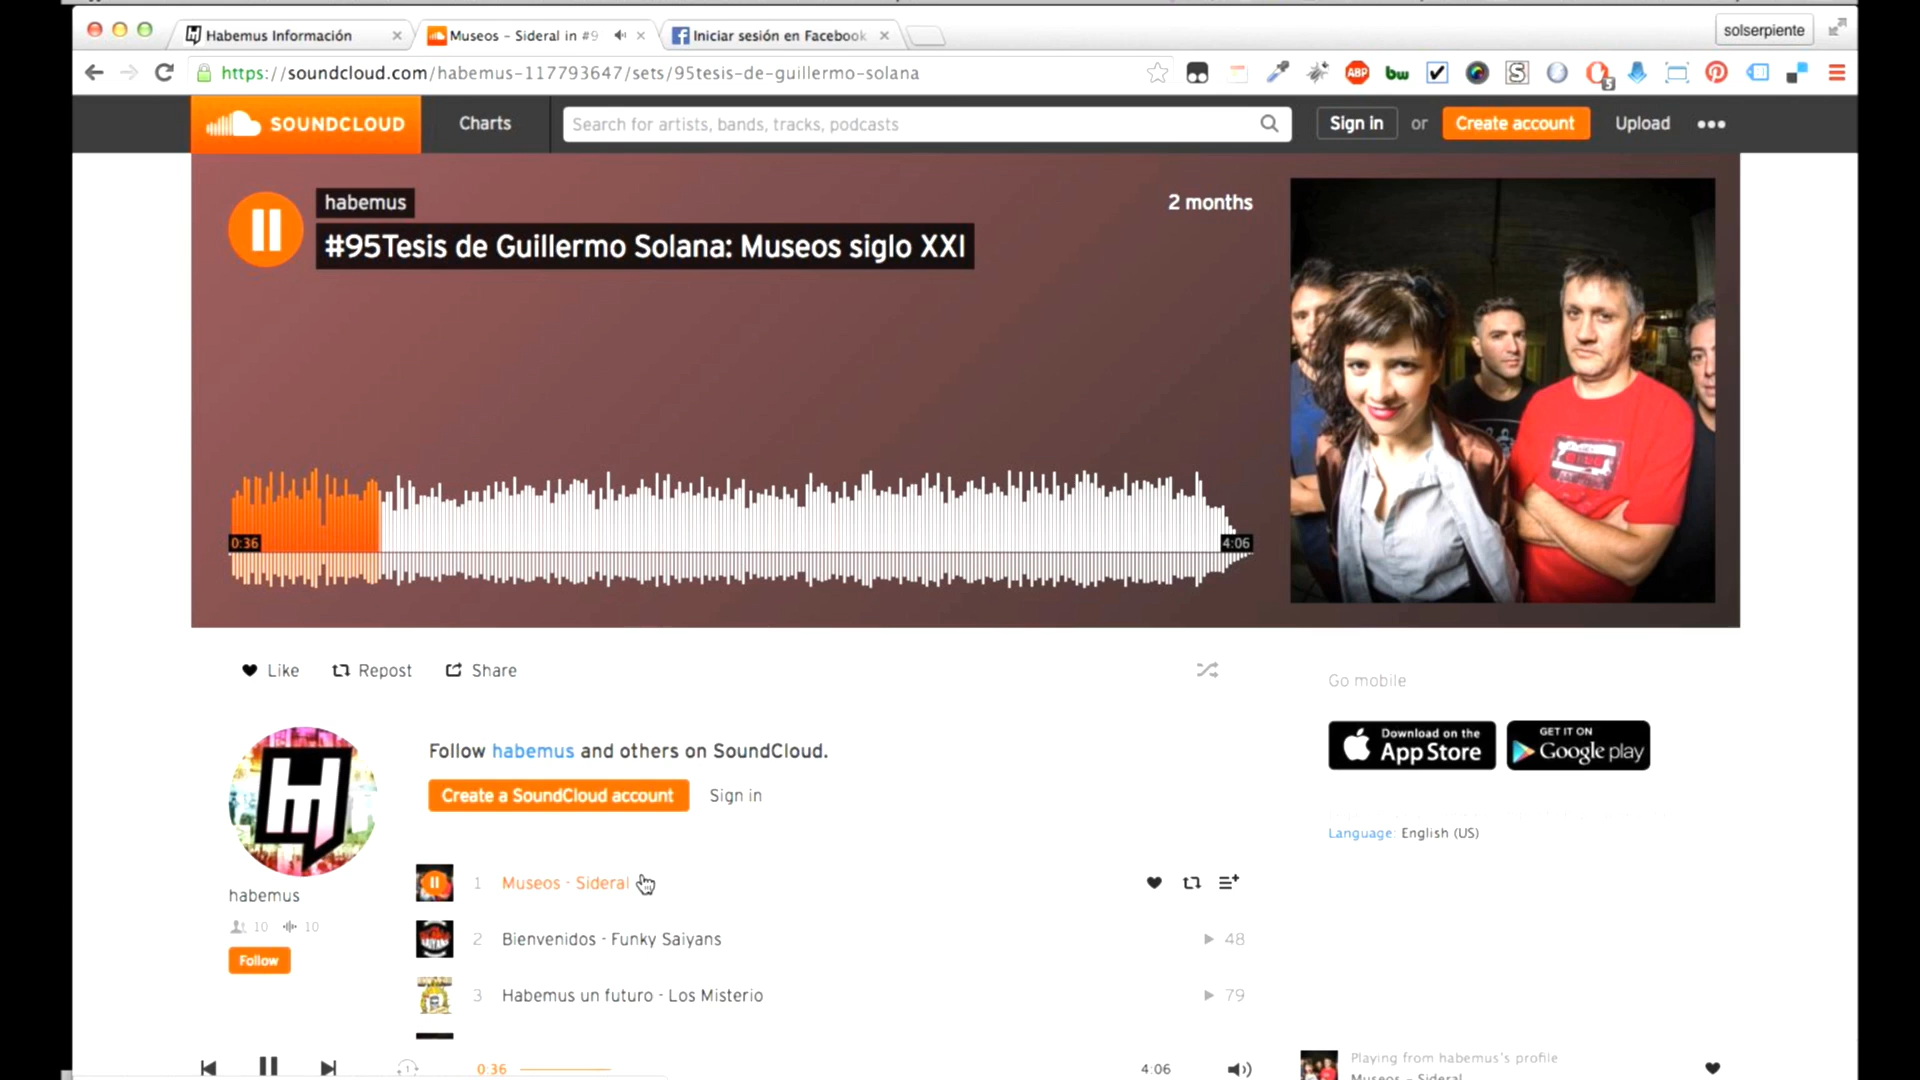 Habemus Información
Museos - Sideral in #9
Iniciar sesión en Facebook
solserpiente
https://soundcloud.com/habemus-117793647/sets/95tesis-de-guillermo-solana
ABP
bw
S
5
SOUNDCLOUD
Charts
Search for artists, bands, tracks, podcasts
Sign in
or
Create account
Upload
habemus
2 months
#95Tesis de Guillermo Solana: Museos siglo XXI
0:36
4:06
Like
Repost
Share
Go mobile
Download on the
App Store
GET IT ON
Google play
Follow habemus and others on SoundCloud.
Create a SoundCloud account
Sign in
Language: English (US)
habemus
10
10
Follow
1 Museos - Sideral
2 Bienvenidos - Funky Saiyans
48
3 Habemus un futuro - Los Misterio
79
0:36
4:06
Playing from habemus's profile
Museos - Sideral